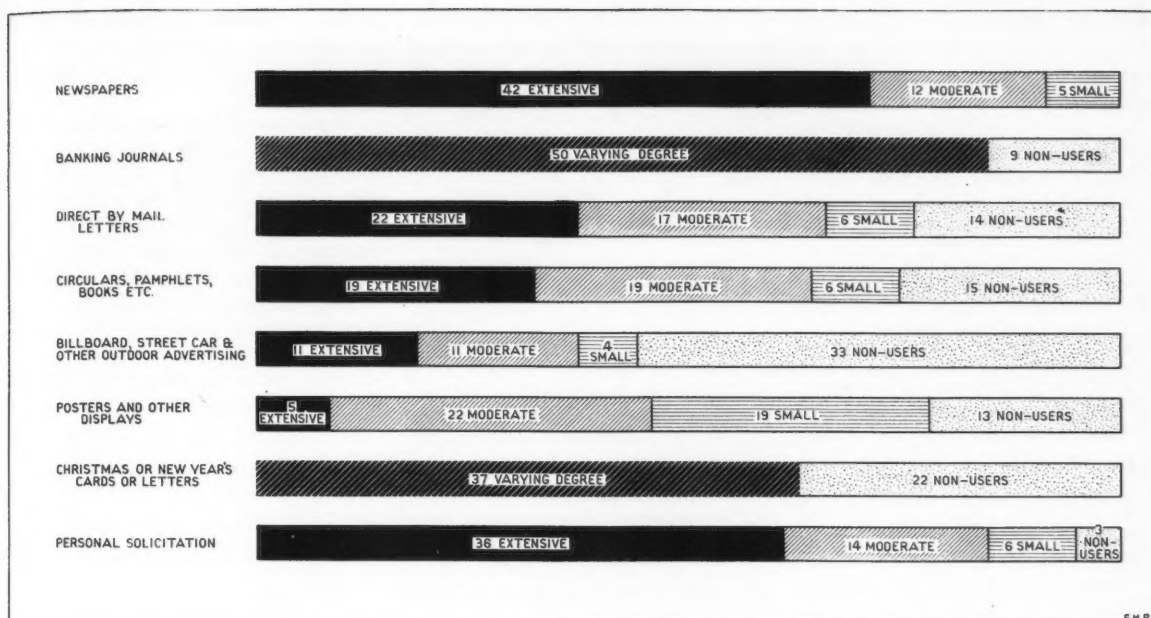 NEWSPAPERS
42 EXTENSIVE 12 MODERATE 5 SMALL
BANKING JOURNALS
50 VARYING DEGREE 9 NON-USERS
DIRECT BY MAIL
LETTERS
22 EXTENSIVE 17 MODERATE 6 SMALL 14 NON-USERS
CIRCULARS, PAMPHLETS,
BOOKS ETC.
19 EXTENSIVE 19 MODERATE 6 SMALL 15 NON-USERS
BILLBOARD, STREET CAR &
OTHER OUTDOOR ADVERTISING
11 EXTENSIVE 11 MODERATE 4
SMALL 33 NON-USERS
POSTERS AND OTHER
DISPLAYS
5
EXTENSIVE 22 MODERATE 19 SMALL 13 NON-USERS
CHRISTMAS OR NEW YEAR'S
CARDS OR LETTERS
37 VARYING DEGREE 22 NON-USERS
PERSONAL SOLICITATION
36 EXTENSIVE 14 MODERATE 6 SMALL 3
NON-
USERS